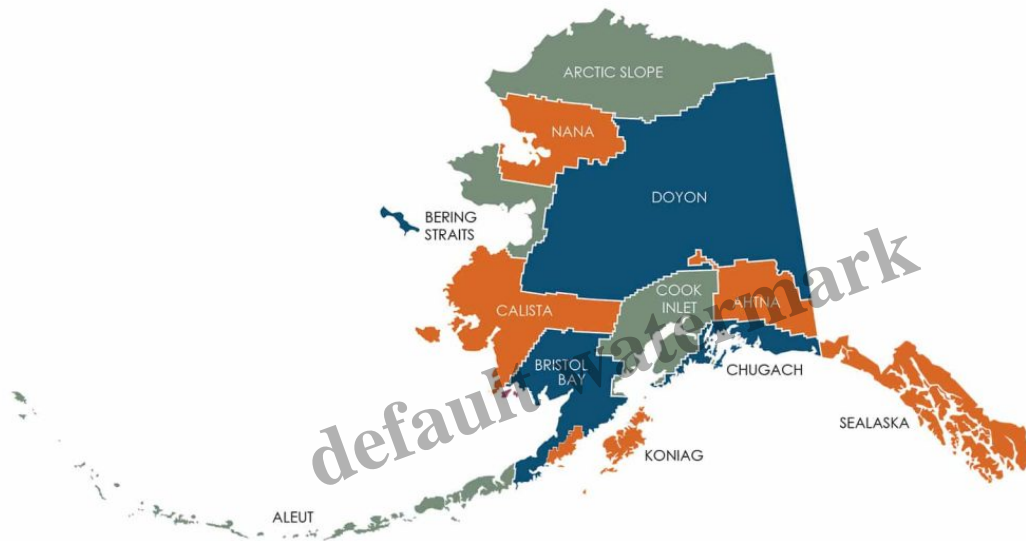 ARCTIC SLOPE
NANA
DOYON
BERING
STRAITS
CALISTA
COOK
INLET
AHTNA
BRISTOL
BAY
CHUGACH
SEALASKA
KONIAG
ALEUT
default watermark